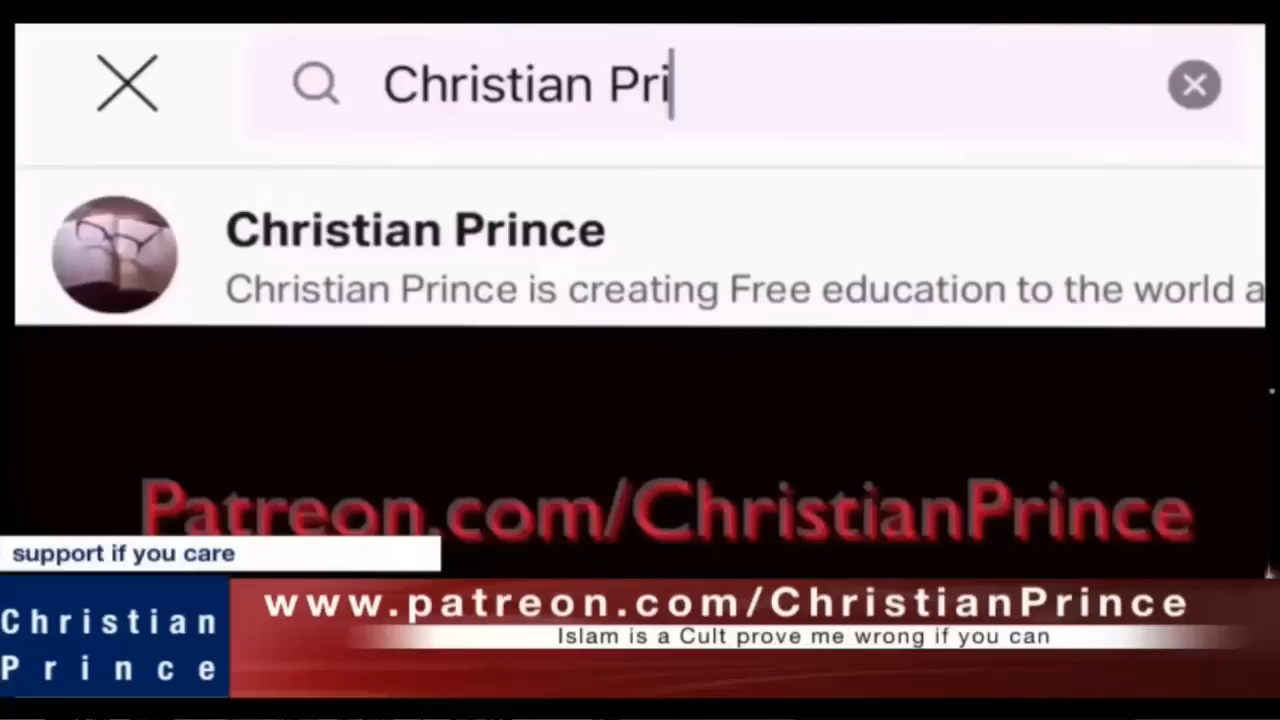 Christian Pri
Christian Prince
Christian Prince is creating Free education to the world a
Patreon.com/ChristianPrince
support if you care
Christian
Prince
www.patreon.com/ChristianPrince
Islam is a Cult prove me wrong if you can